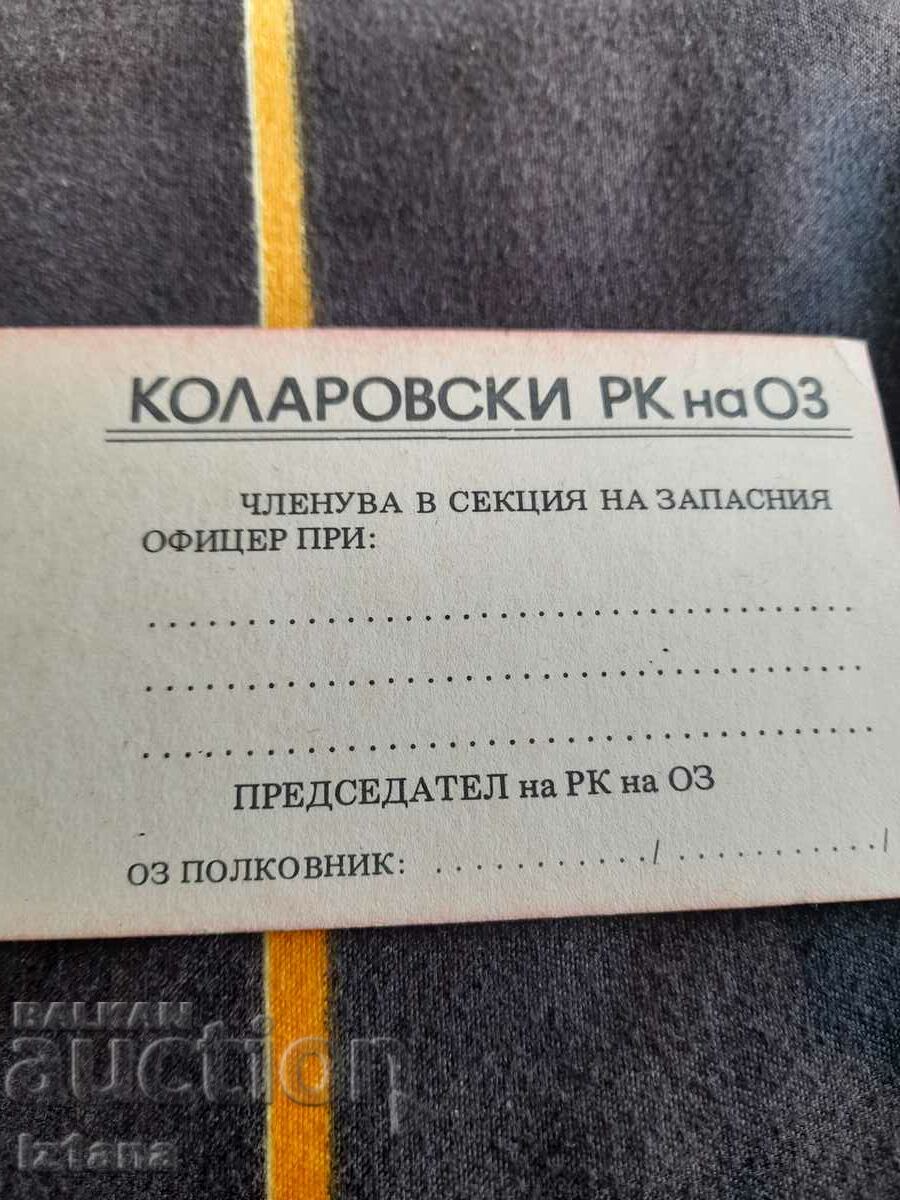 КОЛАРОВСКИ РК на ОЗ
ЧЛЕНУВА В СЕКЦИЯ НА ЗАПАСНИЯ
ОФИЦЕР ПРИ:
ПРЕДСЕДАТЕЛ на РК на ОЗ
ОЗ ПОЛКОВНИК: ............/............/
BALKAN
auction
Iztana